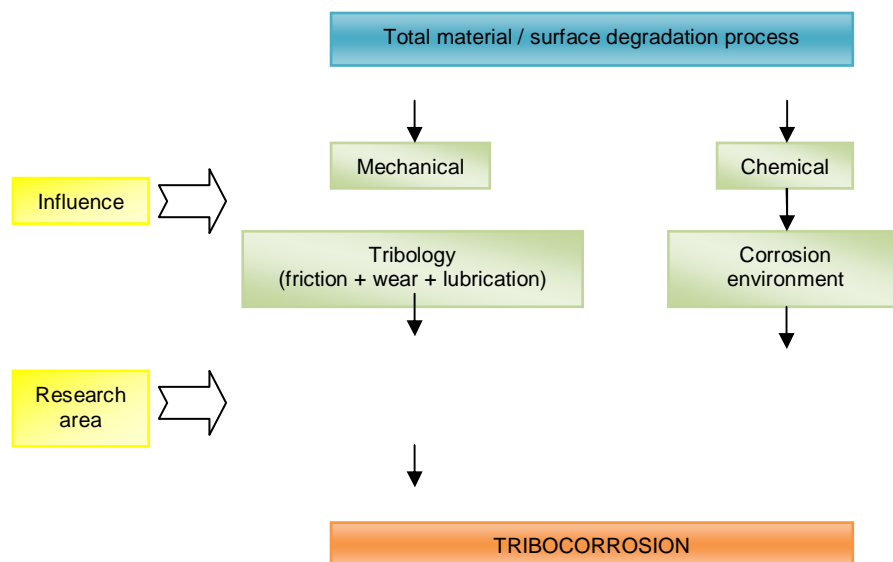 Total material / surface degradation process
Mechanical
Chemical
Influence
Tribology
(friction + wear + lubrication)
Corrosion
environment
Research
area
TRIBOCORROSION